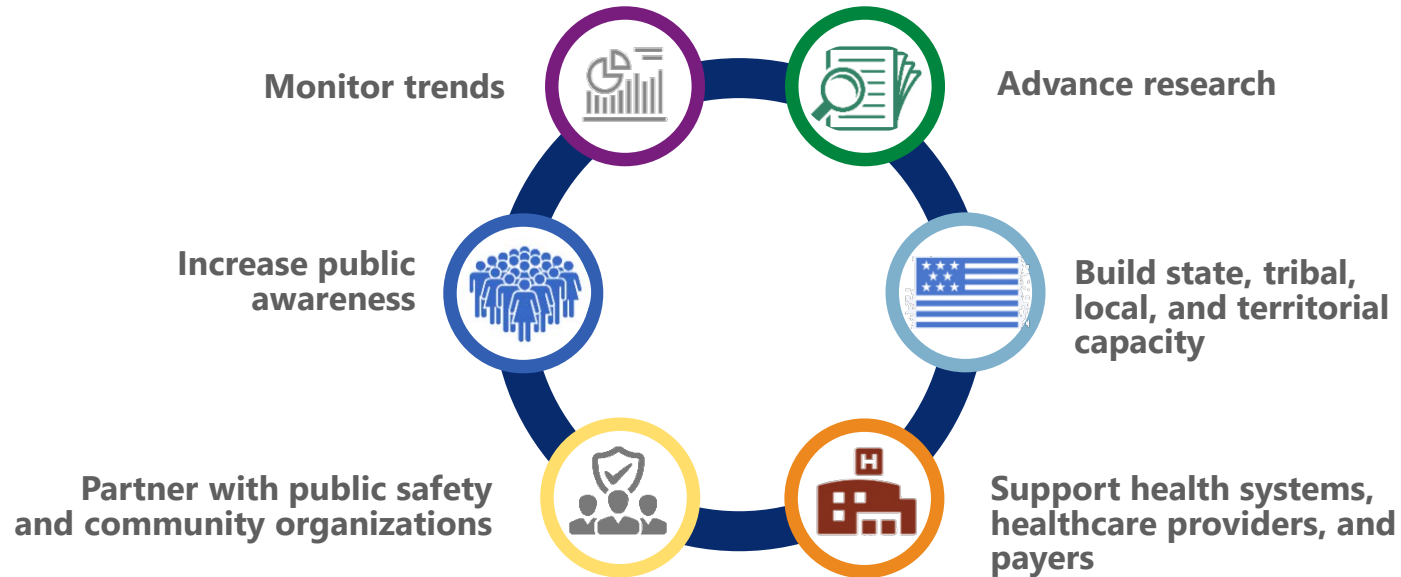 Monitor trends
Advance research
Increase public
awareness
Build state, tribal,
local, and territorial
capacity
Partner with public safety
and community organizations
H
Support health systems,
healthcare providers, and
payers